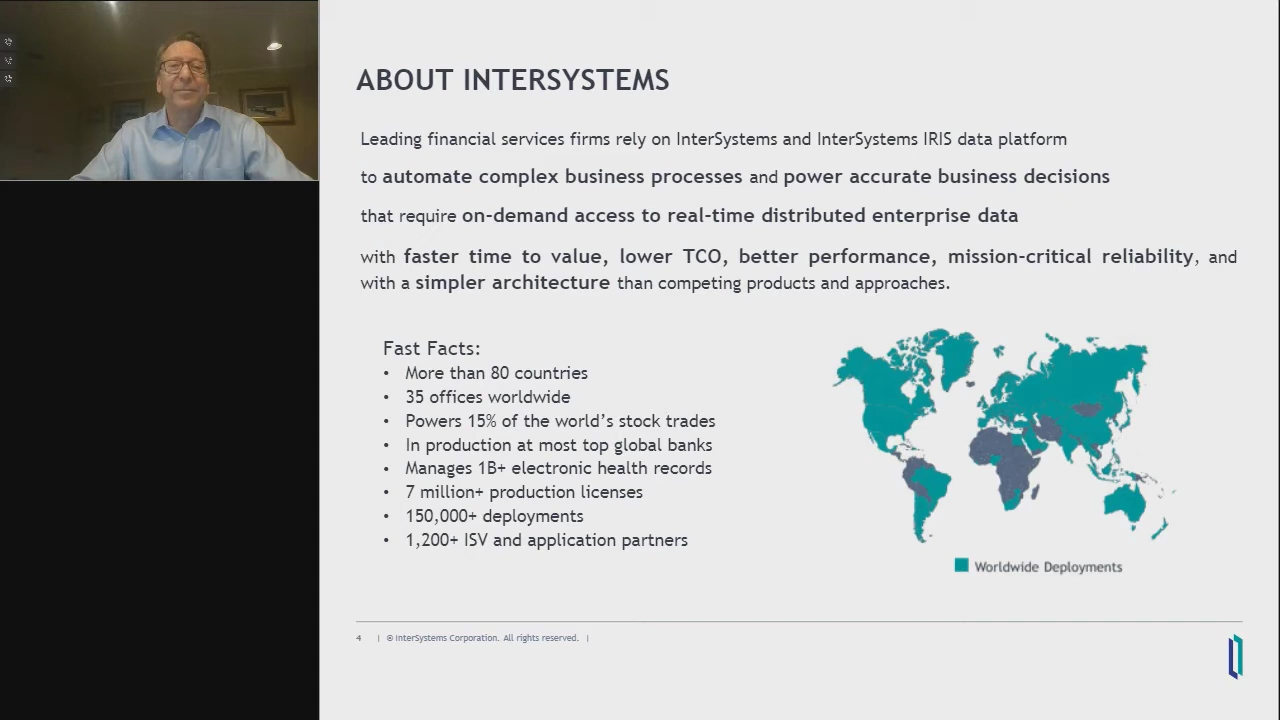 ABOUT INTERSYSTEMS
Leading financial services firms rely on InterSystems and InterSystems IRIS data platform
to automate complex business processes and power accurate business decisions
that require on-demand access to real-time distributed enterprise data
with faster time to value, lower TCO, better performance, mission-critical reliability, and
with a simpler architecture than competing products and approaches.
Fast Facts:
• More than 80 countries
• 35 offices worldwide
• Powers 15% of the world’s stock trades
• In production at most top global banks
• Manages 1B+ electronic health records
• 7 million+ production licenses
• 150,000+ deployments
• 1,200+ ISV and application partners
Worldwide Deployments
4 | © InterSystems Corporation. All rights reserved. |